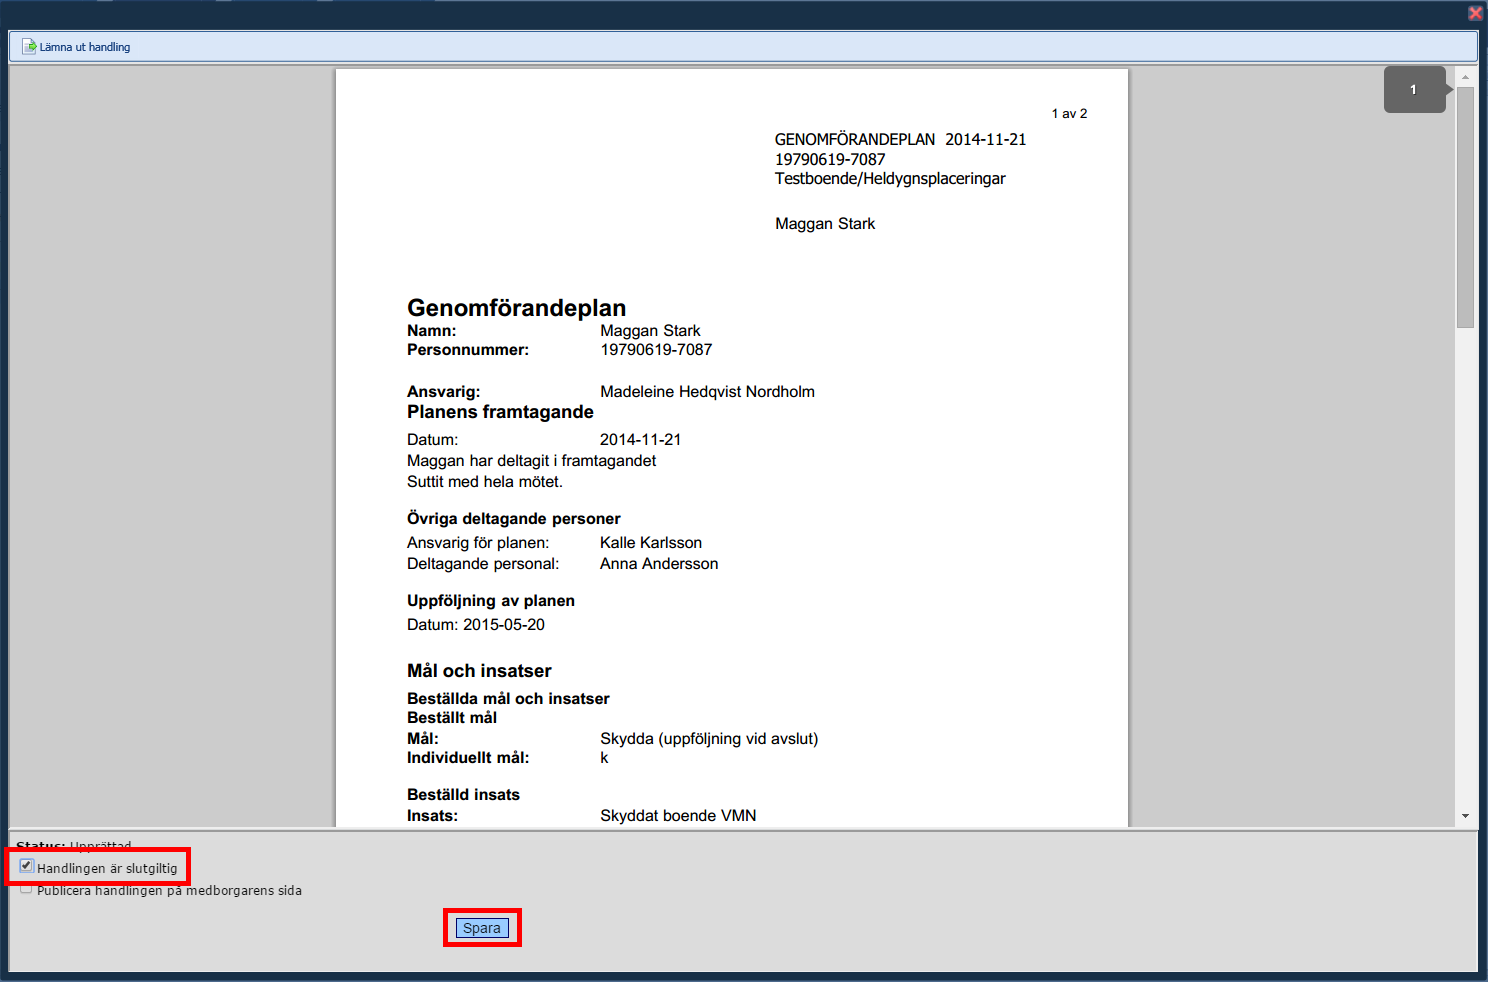 Lämna ut handling
1
1 av 2
GENOMFÖRANDEPLAN 2014-11-21
19790619-7087
Testboende/Heldygnsplaceringar
Maggan Stark
Genomförandeplan
Namn: Maggan Stark
Personnummer: 19790619-7087
Ansvarig: Madeleine Hedqvist Nordholm
Planens framtagande
Datum: 2014-11-21
Maggan har deltagit i framtagandet
Suttit med hela mötet.
Övriga deltagande personer
Ansvarig för planen: Kalle Karlsson
Deltagande personal: Anna Andersson
Uppföljning av planen
Datum: 2015-05-20
Mål och insatser
Beställda mål och insatser
Beställt mål
Mål: Skydda (uppföljning vid avslut)
Individuellt mål: k
Beställd insats
Insats: Skyddat boende VMN
Status: Upprättad
Handlingen är slutgiltig
Publicera handlingen på medborgarens sida
Spara